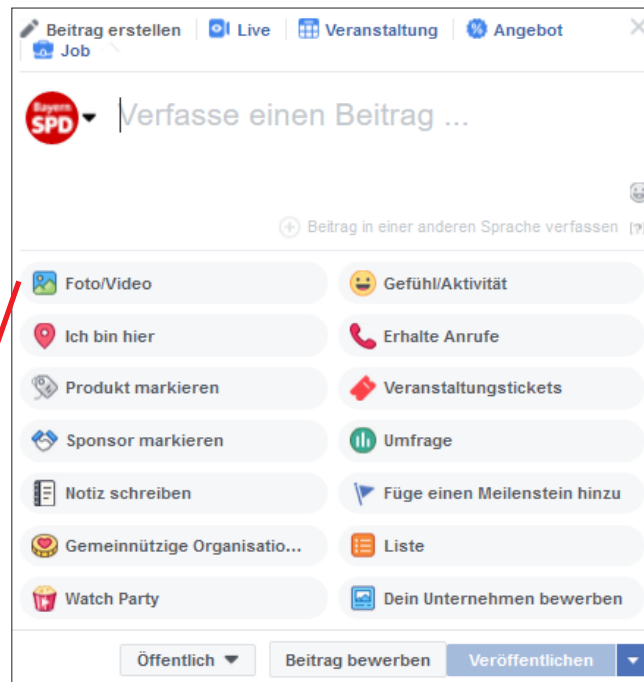 Beitrag erstellen Live Veranstaltung Angebot
Job
Bayern
SPD
Verfasse einen Beitrag ...
Beitrag in einer anderen Sprache verfassen [?]
Foto/Video Gefühl/Aktivität
Ich bin hier Erhalte Anrufe
Produkt markieren Veranstaltungstickets
Sponsor markieren Umfrage
Notiz schreiben Füge einen Meilenstein hinzu
Gemeinnützige Organisatio... Liste
Watch Party Dein Unternehmen bewerben
Öffentlich Beitrag bewerben Veröffentlichen